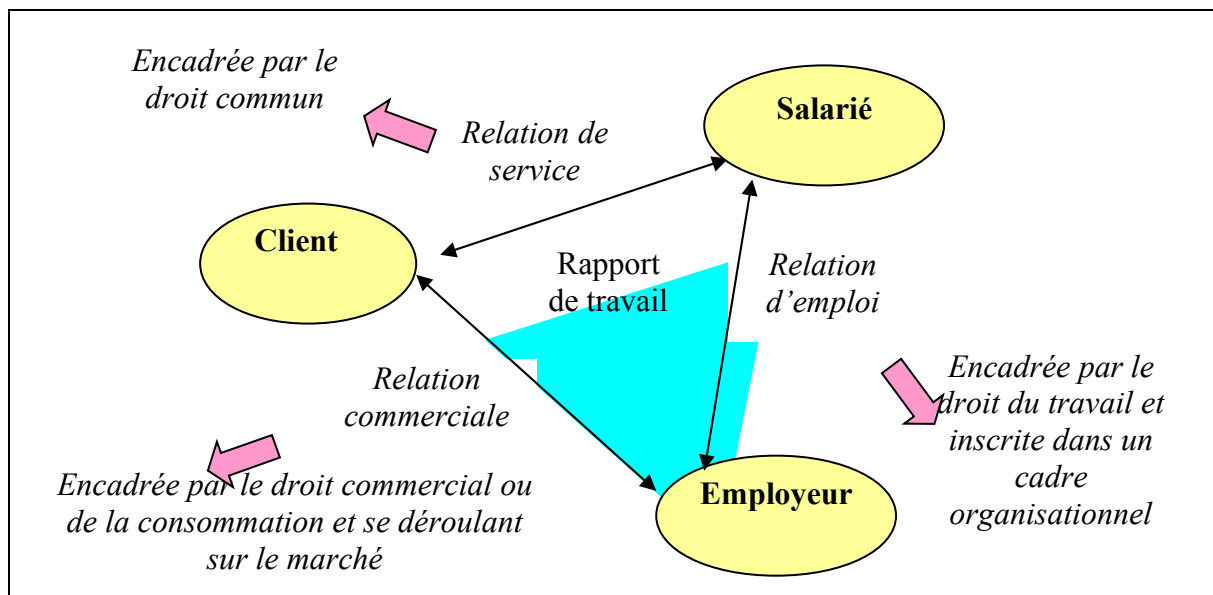 Encadrée par le
droit commun
Salarié
Relation de
service
Client
Rapport
de travail
Relation
d’emploi
Relation
commerciale
Encadrée par le
droit du travail et
inscrite dans un
cadre
organisationnel
Encadrée par le droit commercial ou
de la consommation et se déroulant
sur le marché
Employeur